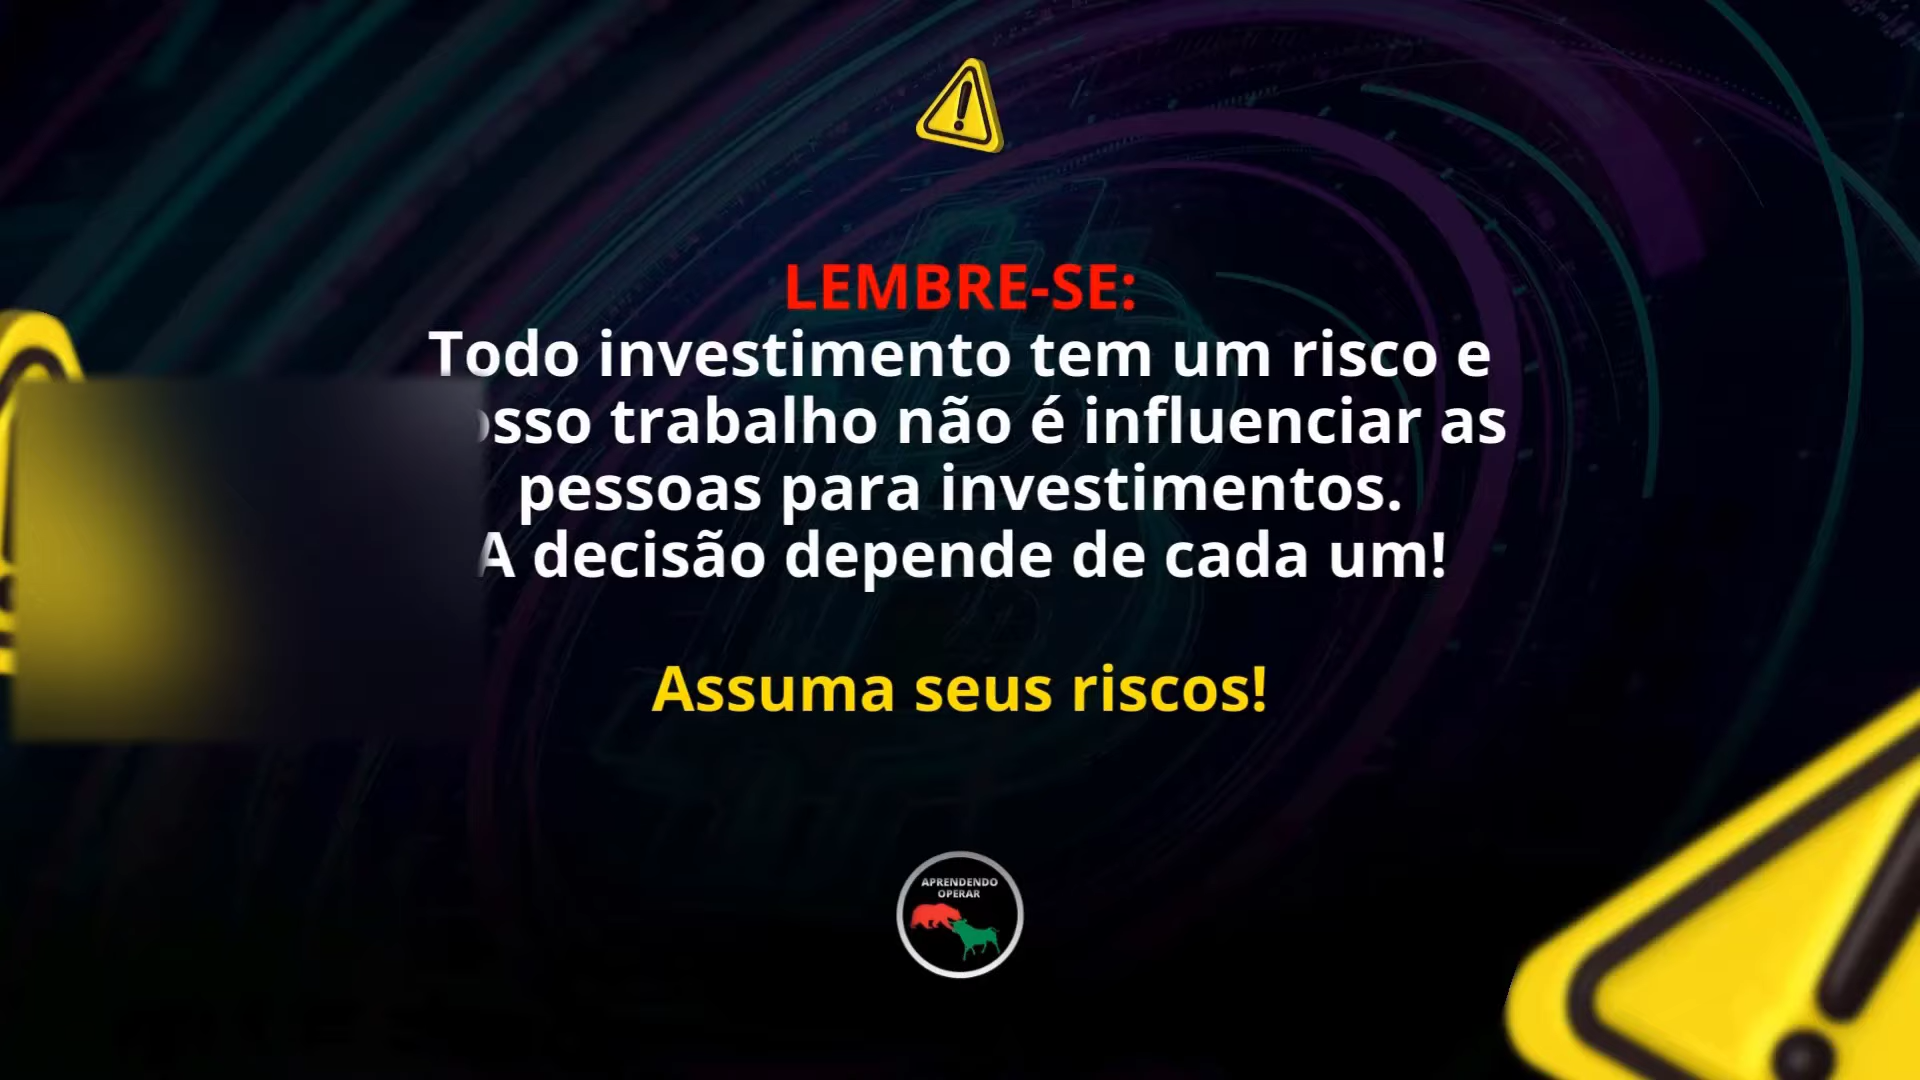 LEMBRE-SE:
Todo investimento tem um risco e
osso trabalho não é influenciar as
pessoas para investimentos.
A decisão depende de cada um!
Assuma seus riscos!
APRENDENDO
OPERAR